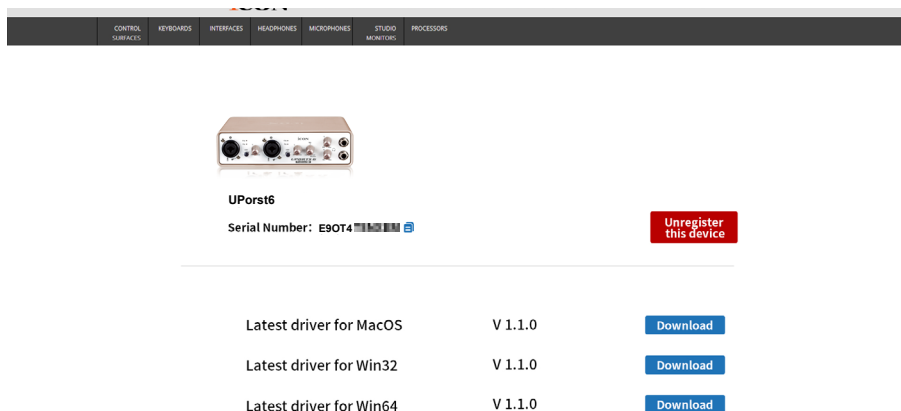 CONTROL SURFACES
KEYBOARDS
INTERFACES
HEADPHONES
MICROPHONES
STUDIO MONITORS
PROCESSORS
UPorst6
Serial Number: E9OT4
Unregister
this device
Latest driver for MacOS V 1.1.0 Download
Latest driver for Win32 V 1.1.0 Download
Latest driver for Win64 V 1.1.0 Download